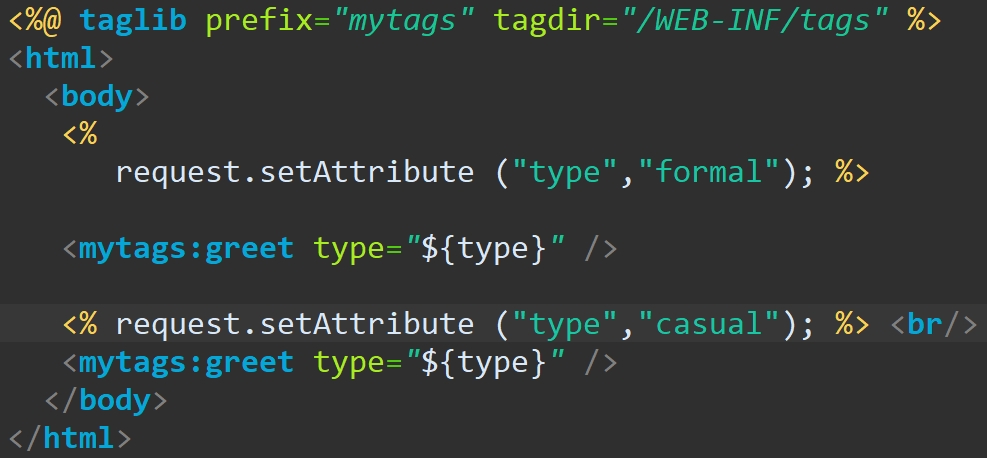 <%@ taglib prefix="mytags" tagdir="/WEB-INF/tags" %>
<html>
<body>
<%
request.setAttribute ("type","formal"); %>
<mytags:greet type="${type}" />
<% request.setAttribute ("type","casual"); %> <br/>
<mytags:greet type="${type}" />
</body>
</html>